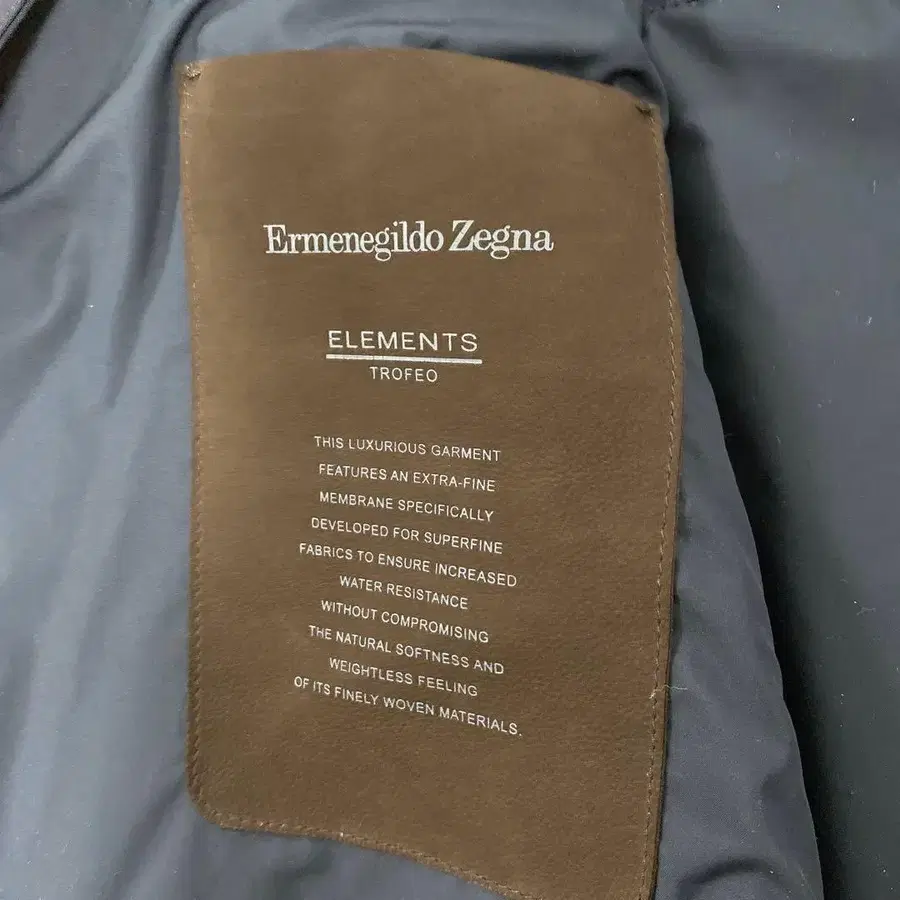 Ermenegildo Zegna
ELEMENTS
TROFEO
THIS LUXURIOUS GARMENT
FEATURES AN EXTRA-FINE
MEMBRANE SPECIFICALLY
DEVELOPED FOR SUPERFINE
FABRICS TO ENSURE INCREASED
WATER RESISTANCE
WITHOUT COMPROMISING
THE NATURAL SOFTNESS AND
WEIGHTLESS FEELING
OF ITS FINELY WOVEN MATERIALS.